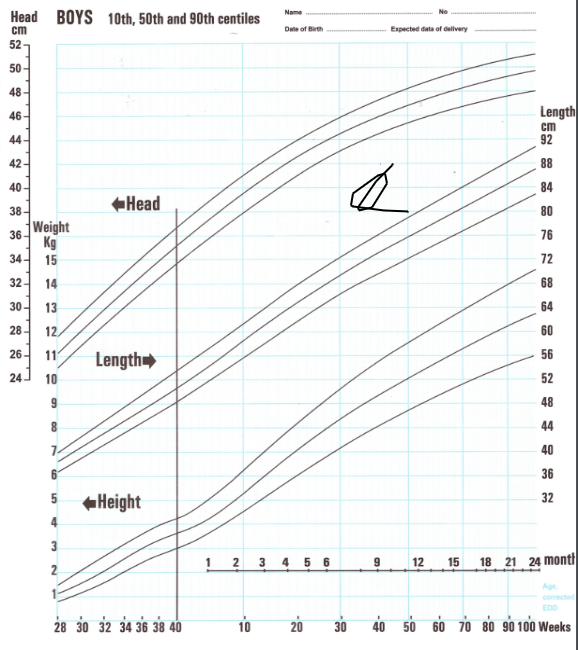 Head
cm
BOYS 10th, 50th and 90th centiles
Name
No
Date of Birth
Expected data of delivery
52
50
48
46
44
42
40
38
36
34
32
30
28
26
24
Head
Weight
Kg
15
14
13
12
11
10
9
8
7
6
5
4
3
2
1
Length
Height
Length
cm
92
88
84
80
76
72
68
64
60
56
52
48
44
40
36
32
1 2 3 4 5 6 9 12 15 18 21 24 month
Age,
corrected
EDD
28 30 32 34 36 38 40 10 20 30 40 50 60 70 80 90 100 Weeks